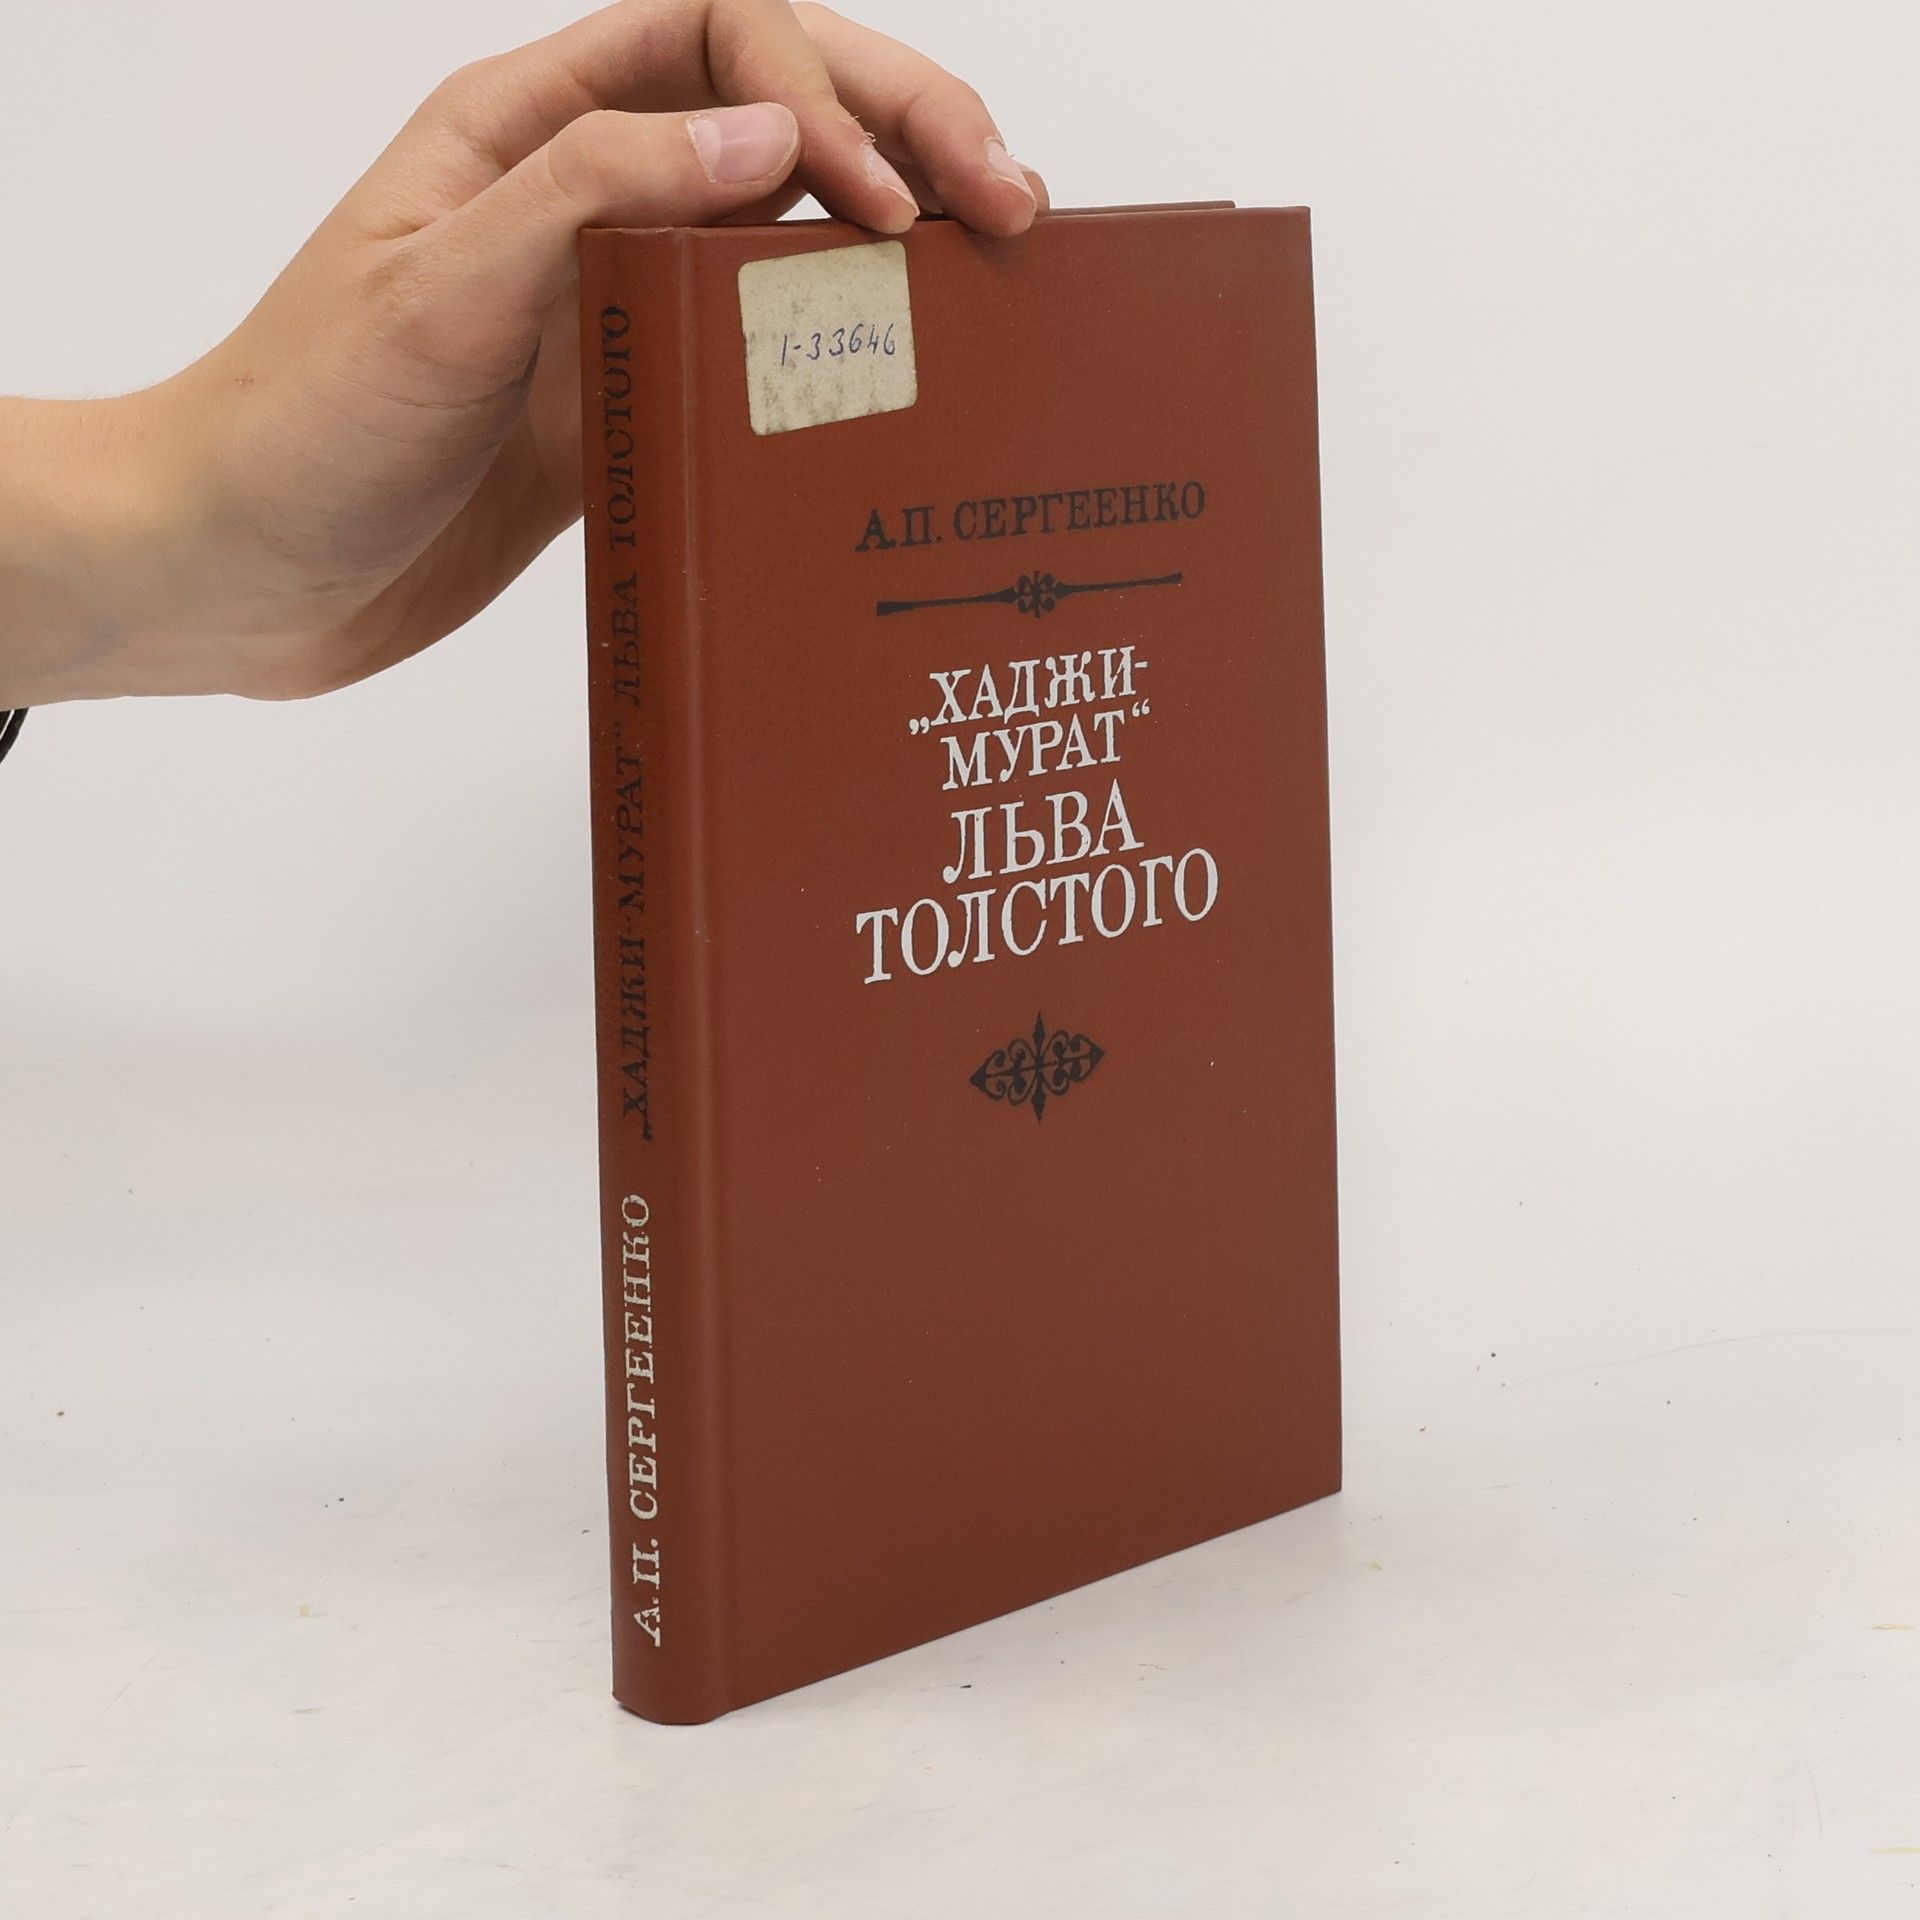 1-33646
А.П. СЕРГЕЕНКО
„ХАДЖИ-
МУРАТ“
ЛЬВА
ТОЛСТОГО
А. П. СЕРГЕЕНКО „ХАДЖИ-МУРАТ“ ЛЬВА ТОЛСТОГО